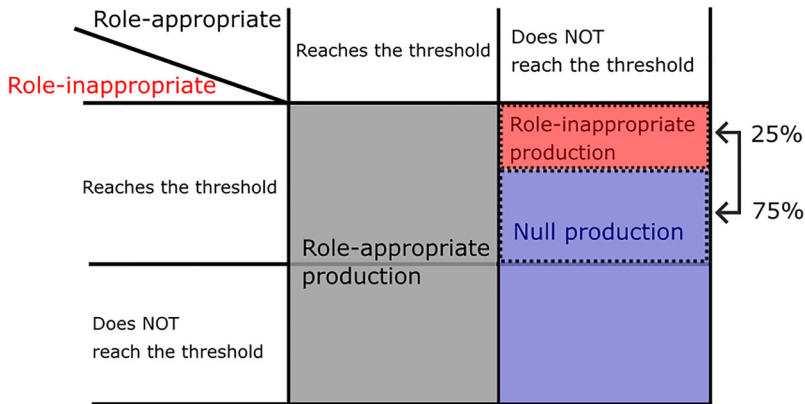 Role-appropriate
Role-inappropriate
Reaches the threshold
Does NOT
reach the threshold
Reaches the threshold
Role-inappropriate
production
25%
75%
Null production
Role-appropriate
production
Does NOT
reach the threshold